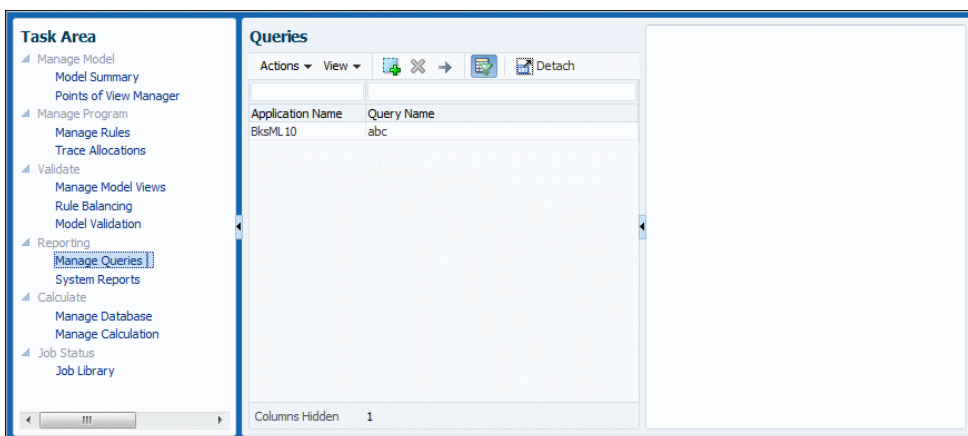 Task Area
Manage Model
Model Summary
Points of View Manager
Manage Program
Manage Rules
Trace Allocations
Validate
Manage Model Views
Rule Balancing
Model Validation
Reporting
Manage Queries
System Reports
Calculate
Manage Database
Manage Calculation
Job Status
Job Library
Queries
Actions View Detach
Application Name Query Name
BksML10 abc
Columns Hidden 1